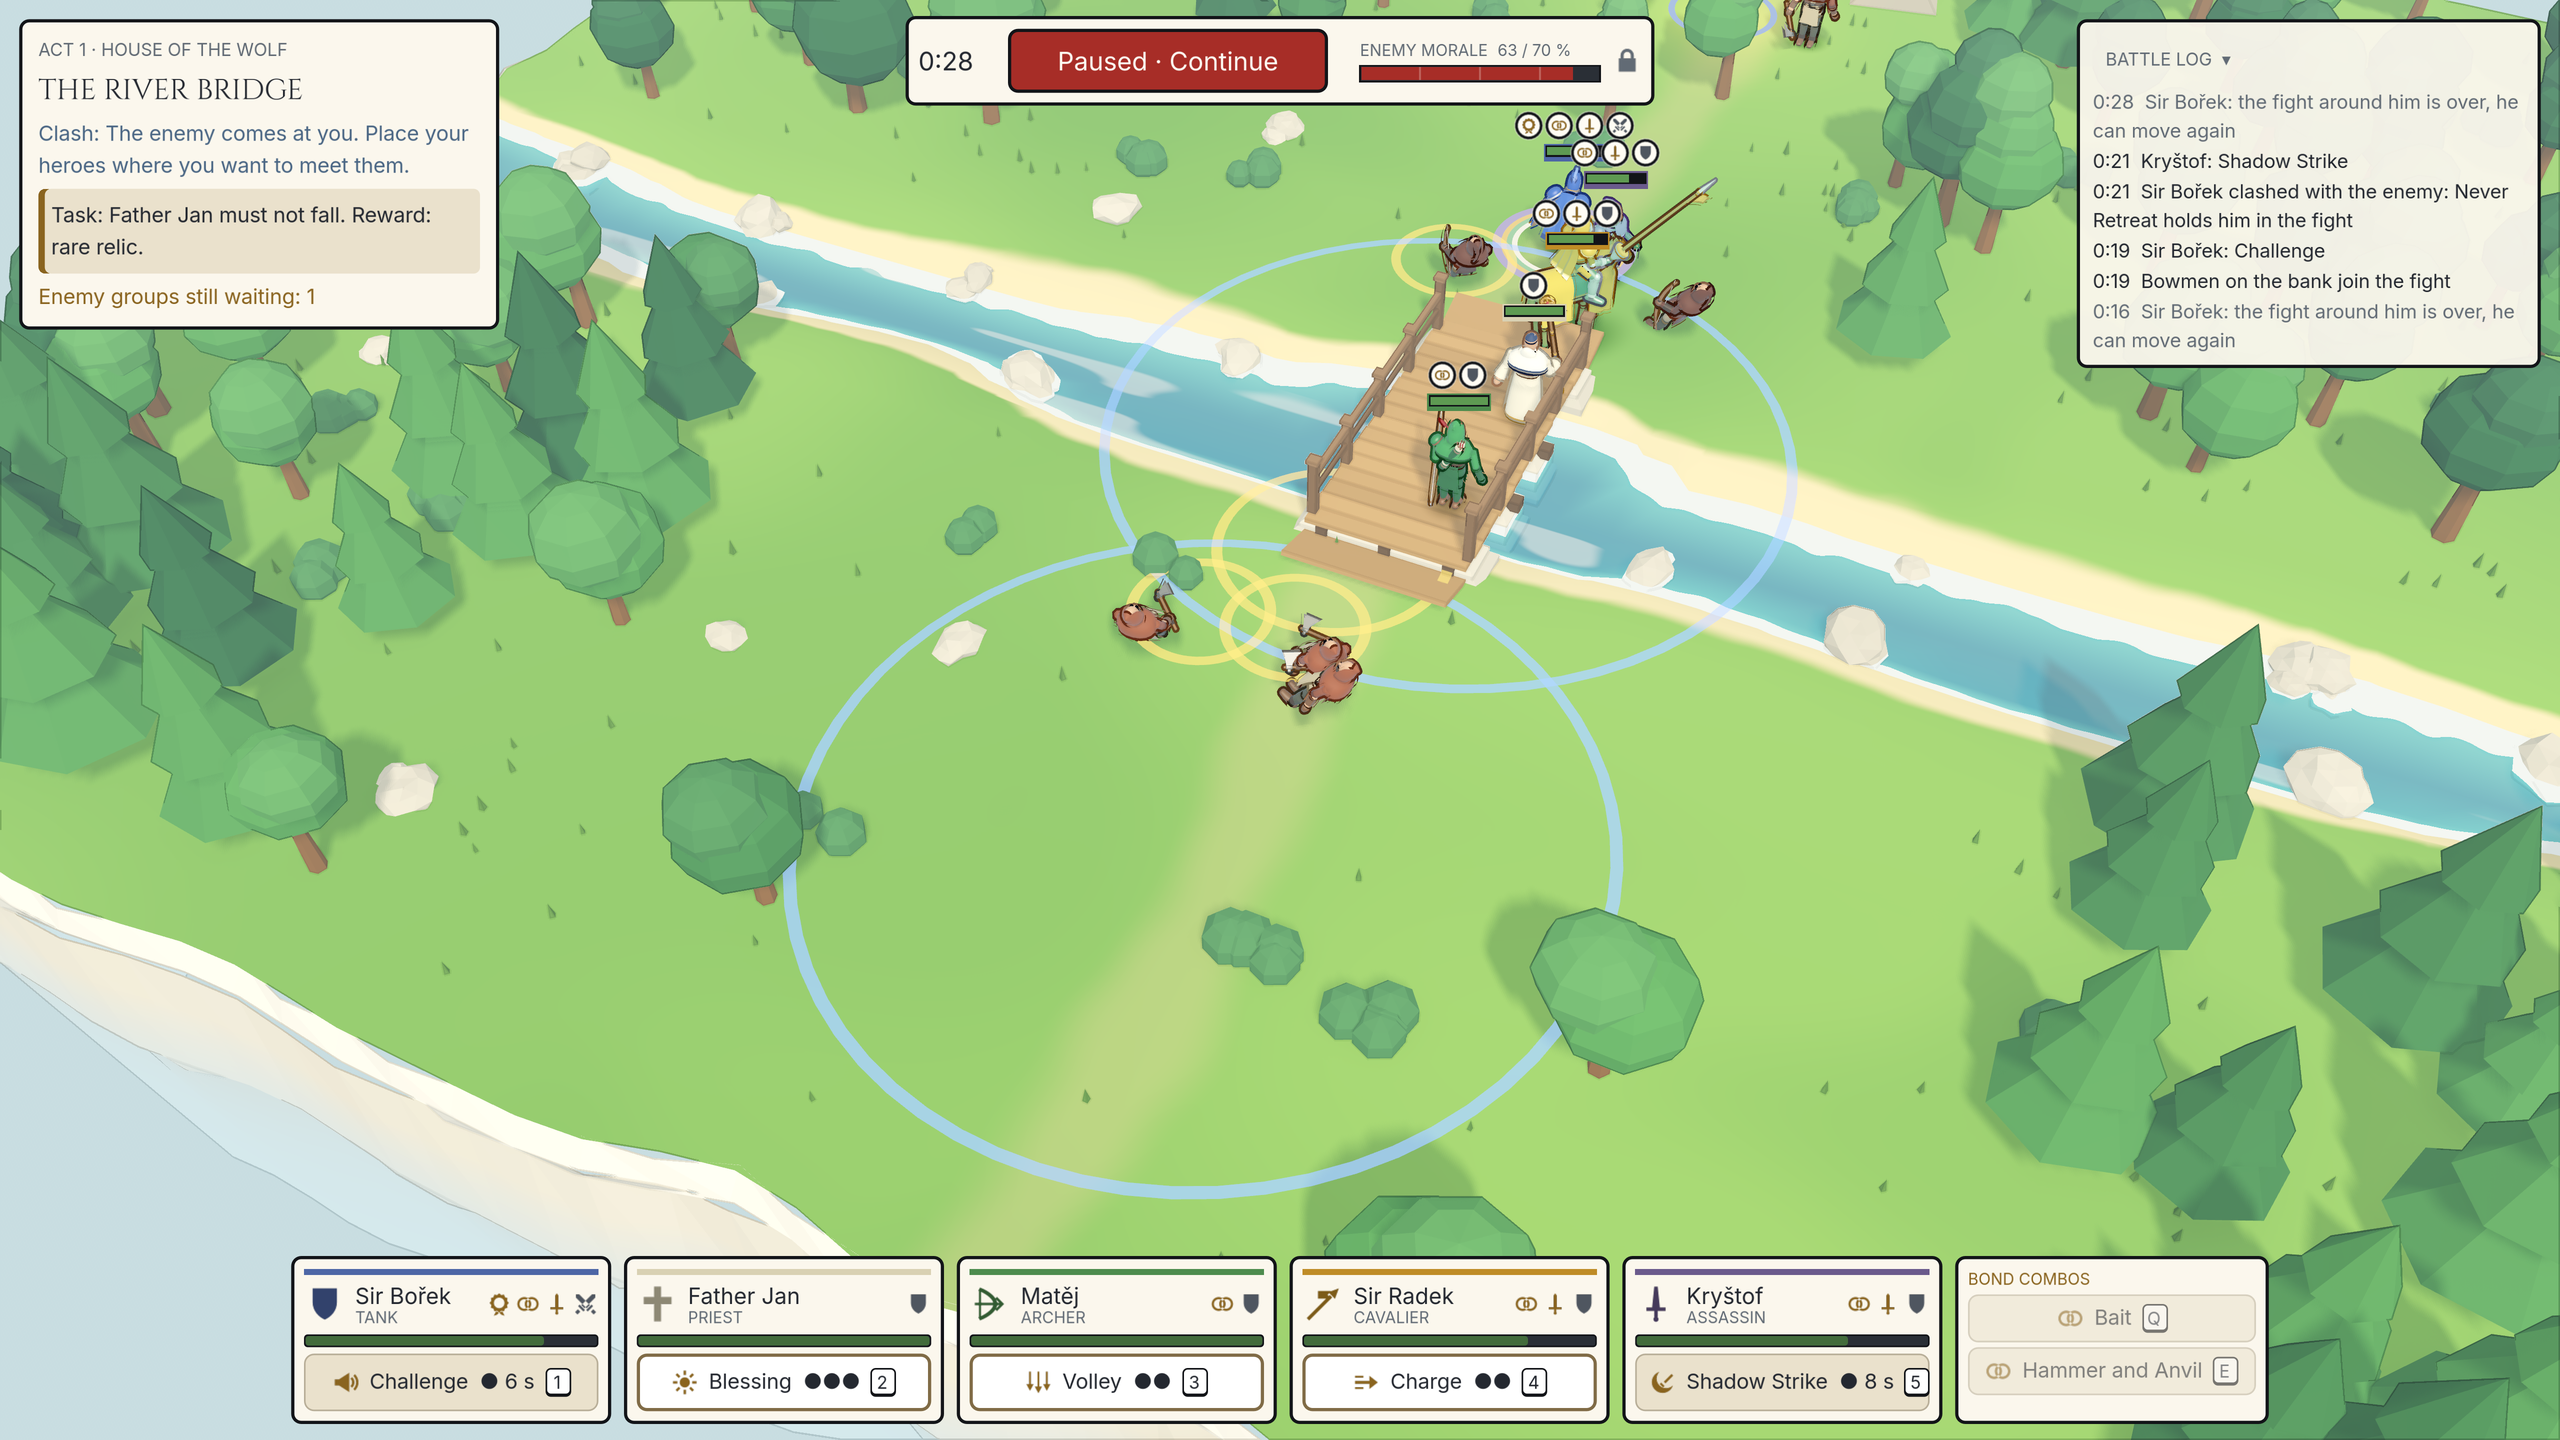 ACT 1 · HOUSE OF THE WOLF
THE RIVER BRIDGE
Clash: The enemy comes at you. Place your
heroes where you want to meet them.
Task: Father Jan must not fall. Reward:
rare relic.
Enemy groups still waiting: 1
0:28
Paused · Continue
ENEMY MORALE 63 / 70 %
BATTLE LOG ▼
0:28 Sir Bořek: the fight around him is over, he
can move again
0:21 Kryštof: Shadow Strike
0:21 Sir Bořek clashed with the enemy: Never
Retreat holds him in the fight
0:19 Sir Bořek: Challenge
0:19 Bowmen on the bank join the fight
0:16 Sir Bořek: the fight around him is over, he
can move again
Sir Bořek
TANK
Challenge ● 6 s 1
Father Jan
PRIEST
Blessing ●●● 2
Matěj
ARCHER
Volley ●● 3
Sir Radek
CAVALIER
Charge ●● 4
Kryštof
ASSASSIN
Shadow Strike ● 8 s 5
BOND COMBOS
Bait Q
Hammer and Anvil E